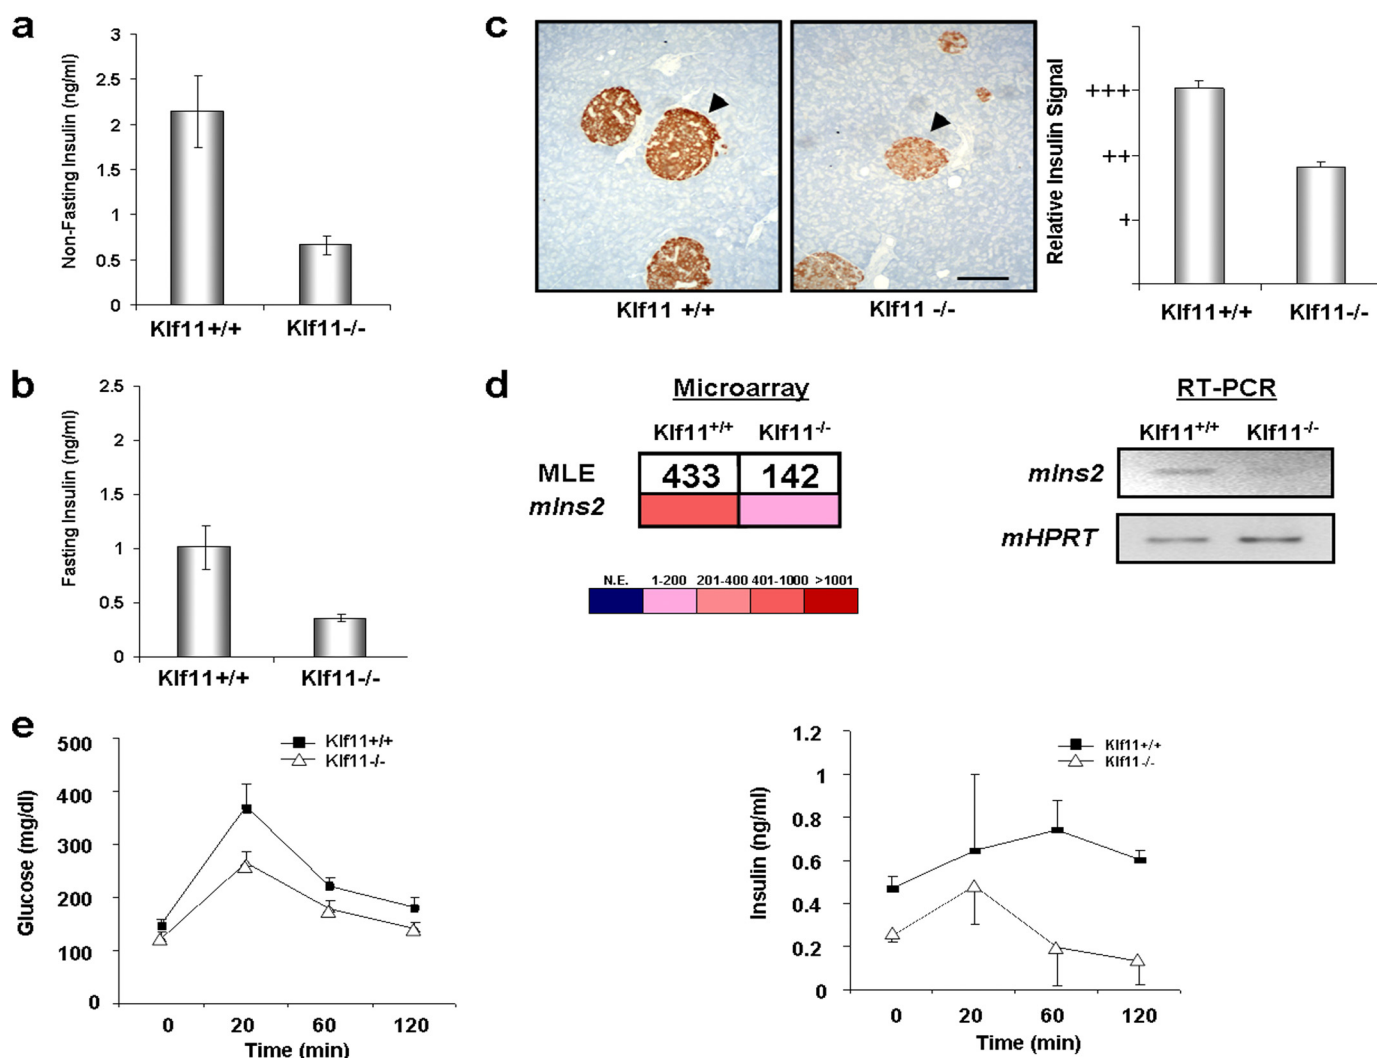 a
Non-Fasting Insulin (ng/ml)
3
2.5
2
1.5
1
0.5
0
Klf11+/+ Klf11-/-
b
Fasting Insulin (ng/ml)
2.5
2
1.5
1
0.5
0
Klf11+/+ Klf11-/-
c
Klf11 +/+ Klf11 -/-
Relative Insulin Signal
+++
++
+
Klf11+/+ Klf11-/-
d
Microarray
Klf11+/+ Klf11-/-
MLE 433 142
mIns2
N.E. 1-200 201-400 401-1000 >1001
RT-PCR
Klf11+/+ Klf11-/-
mIns2
mHPRT
e
Glucose (mg/dl)
500
400
300
200
100
0
Klf11+/+
Klf11-/-
0 20 60 120
Time (min)
Insulin (ng/ml)
1.2
1
0.8
0.6
0.4
0.2
0
Klf11+/+
Klf11-/-
0 20 60 120
Time (min)